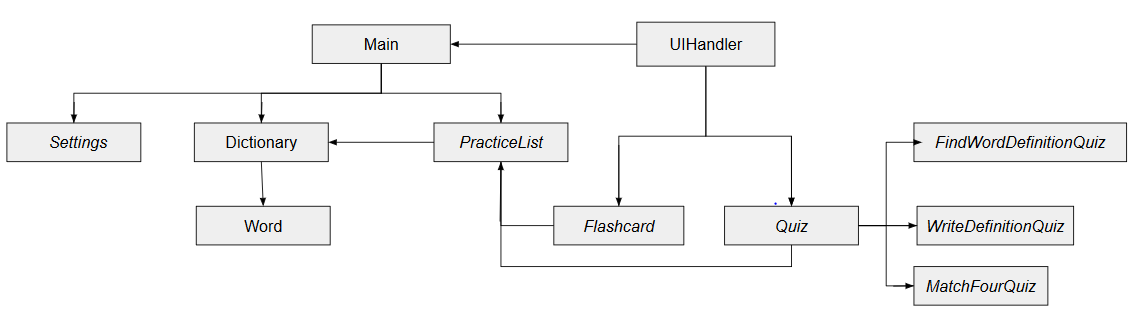 Main
UIHandler
Settings
Dictionary
PracticeList
FindWordDefinitionQuiz
Word
Flashcard
Quiz
WriteDefinitionQuiz
MatchFourQuiz